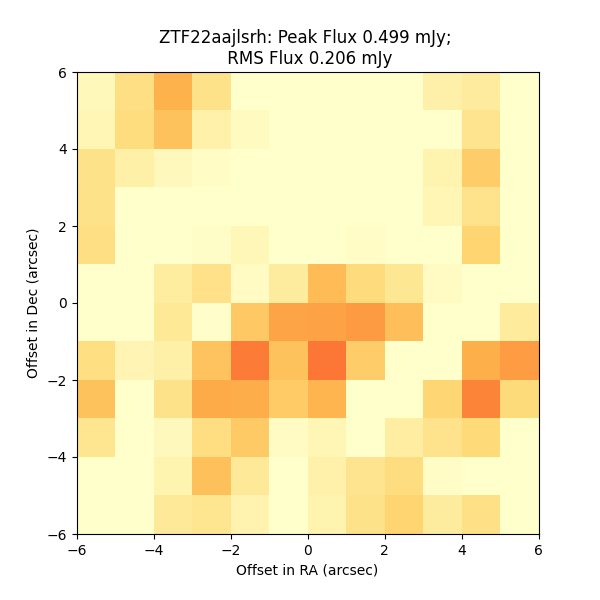 ZTF22aajlsrh: Peak Flux 0.499 mJy;
RMS Flux 0.206 mJy
6
4
2
0
−2
−4
−6
Offset in Dec (arcsec)
−6 −4 −2 0 2 4 6
Offset in RA (arcsec)